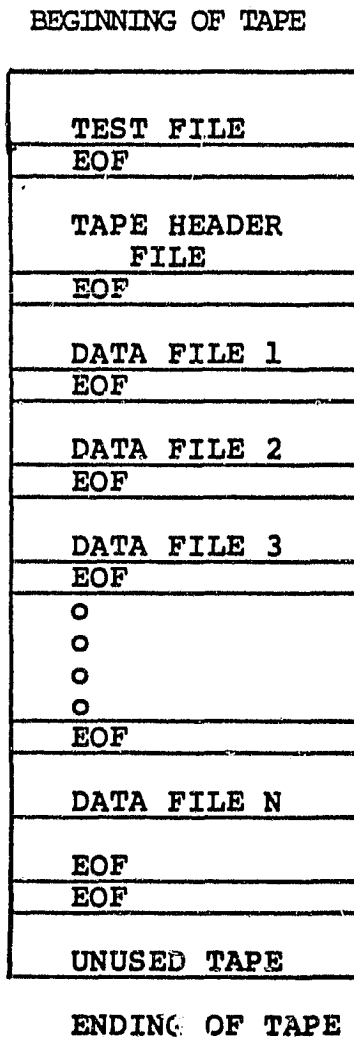 BEGINNING OF TAPE
TEST FILE
EOF
TAPE HEADER
FILE
EOF
DATA FILE 1
EOF
DATA FILE 2
EOF
DATA FILE 3
EOF
o
o
o
o
EOF
DATA FILE N
EOF
EOF
UNUSED TAPE
ENDING OF TAPE